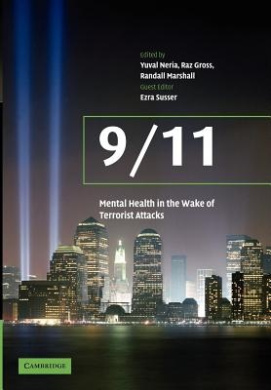 Edited by
Yuval Neria, Raz Gross,
Randall Marshall
Guest Editor
Ezra Susser
9/11
Mental Health in the Wake of
Terrorist Attacks
CAMBRIDGE